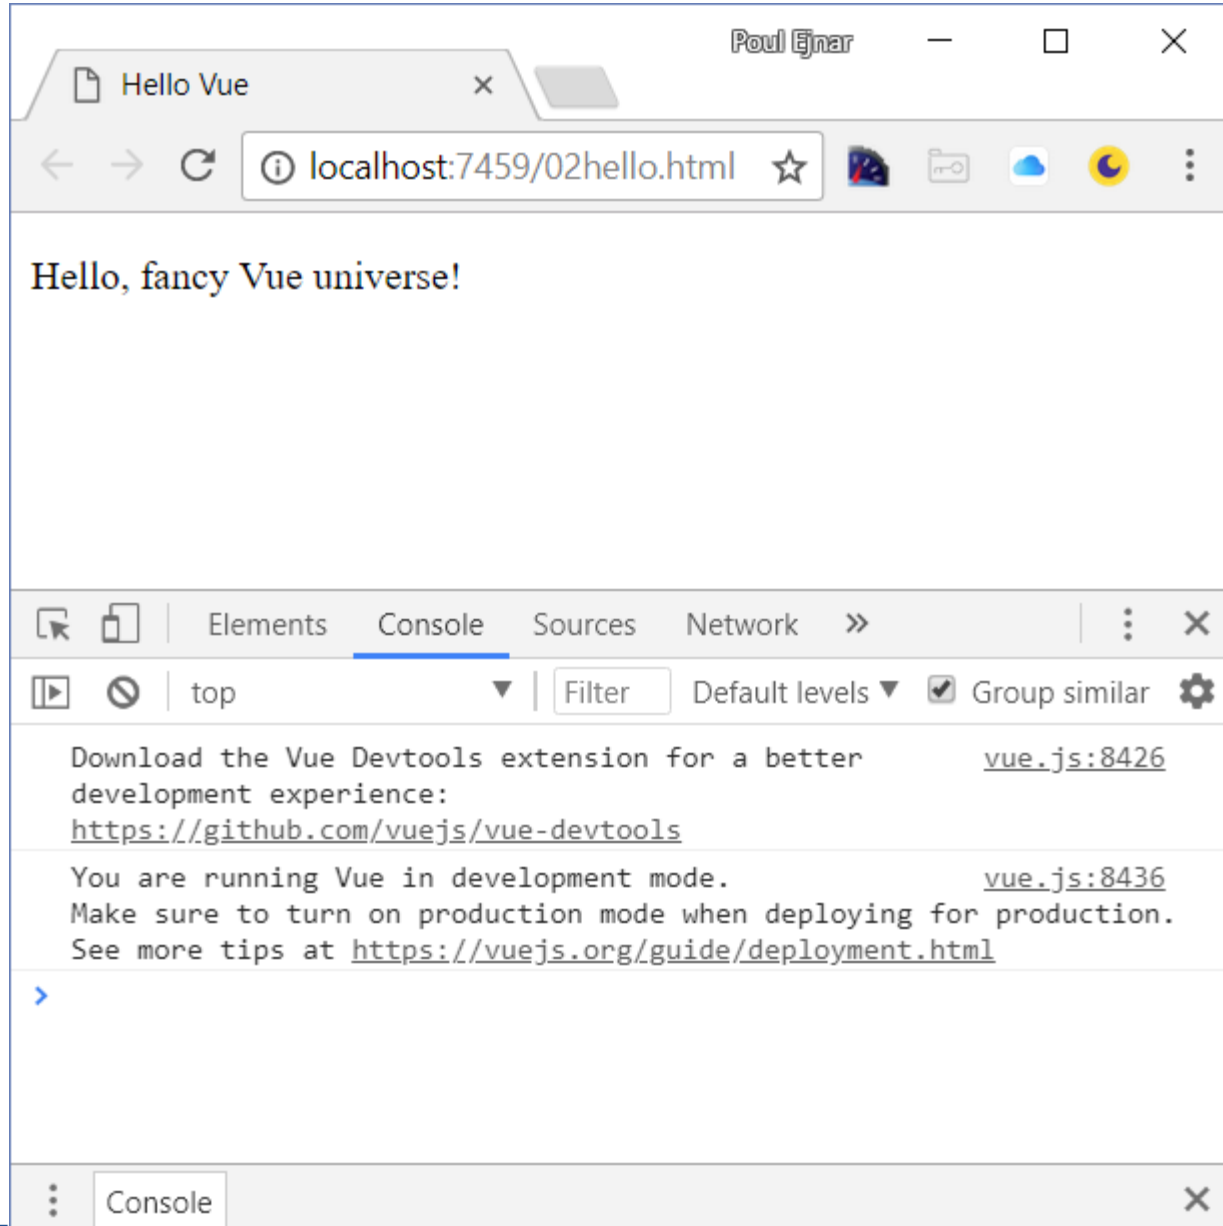 Poul Ejnar
Hello Vue
localhost:7459/02hello.html
Hello, fancy Vue universe!
Elements Console Sources Network
top Filter Default levels Group similar
Download the Vue Devtools extension for a better vue.js:8426
development experience:
https://github.com/vuejs/vue-devtools
You are running Vue in development mode. vue.js:8436
Make sure to turn on production mode when deploying for production.
See more tips at https://vuejs.org/guide/deployment.html
Console